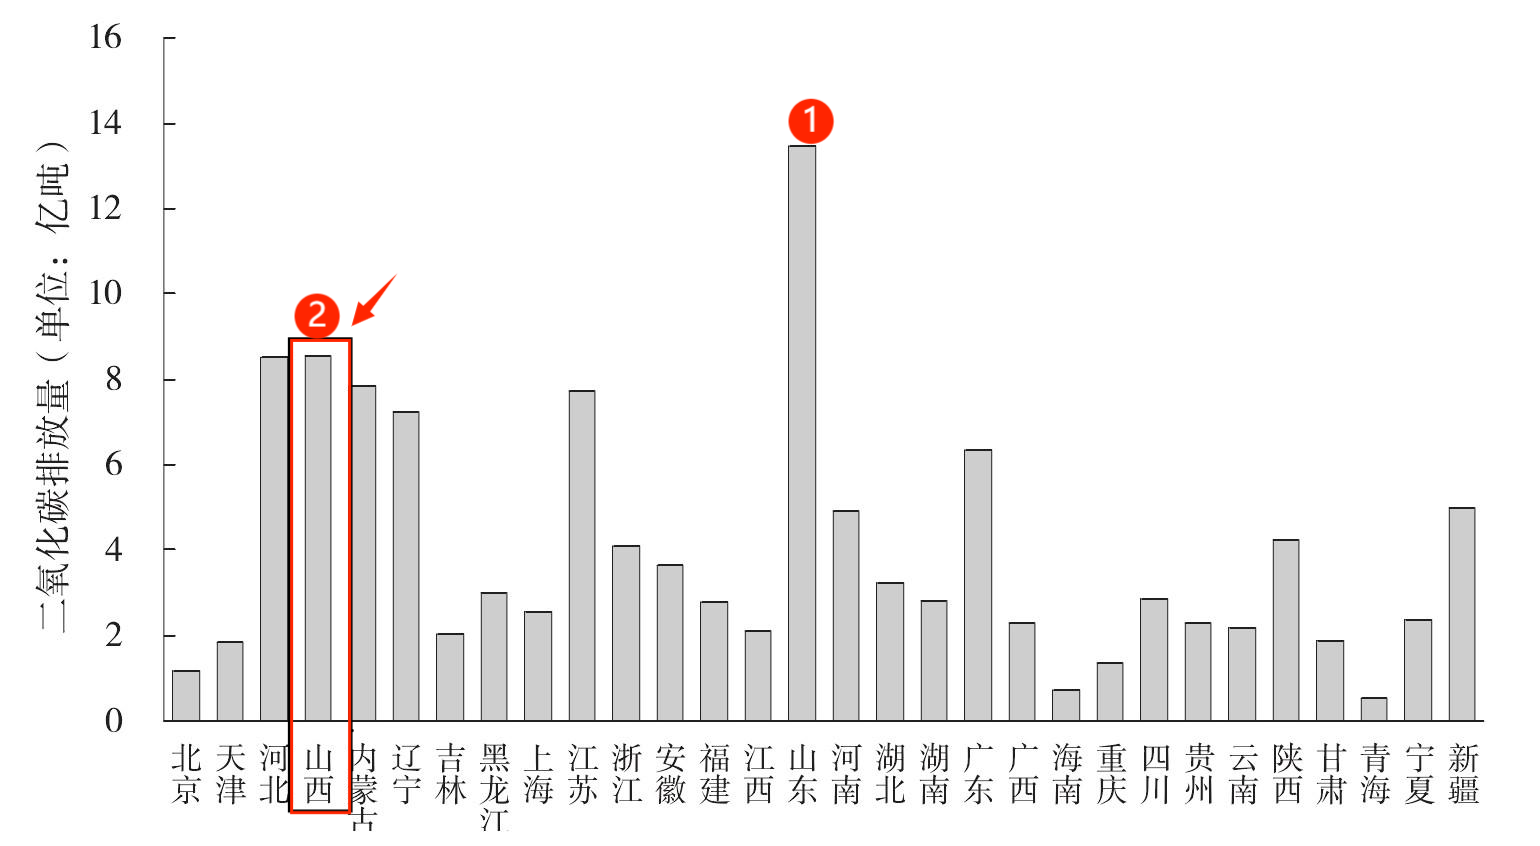 二氧化碳排放量（单位：亿吨）
16
14
12
10
8
6
4
2
0
1
2
北京
天津
河北
山西
内蒙古
辽宁
吉林
黑龙江
上海
江苏
浙江
安徽
福建
江西
山东
河南
湖北
湖南
广东
广西
海南
重庆
四川
贵州
云南
陕西
甘肃
青海
宁夏
新疆